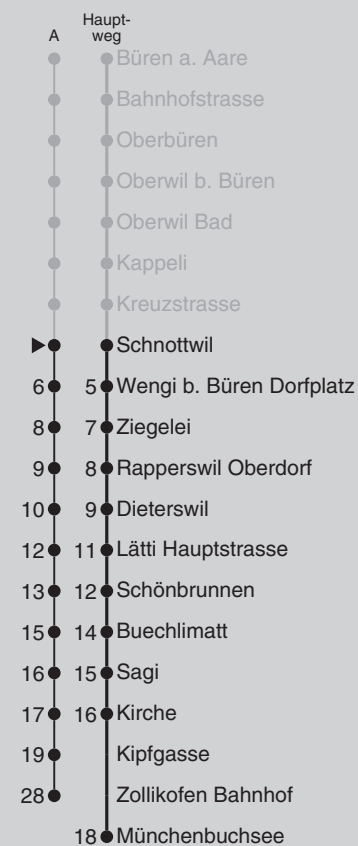 A Haupt-
weg
Büren a. Aare
Bahnhofstrasse
Oberbüren
Oberwil b. Büren
Oberwil Bad
Kappeli
Kreuzstrasse
Schnottwil
6 5 Wengi b. Büren Dorfplatz
8 7 Ziegelei
9 8 Rapperswil Oberdorf
10 9 Dieterswil
12 11 Lätti Hauptstrasse
13 12 Schönbrunnen
15 14 Buechlimatt
16 15 Sagi
17 16 Kirche
19 Kipfgasse
28 Zollikofen Bahnhof
18 Münchenbuchsee